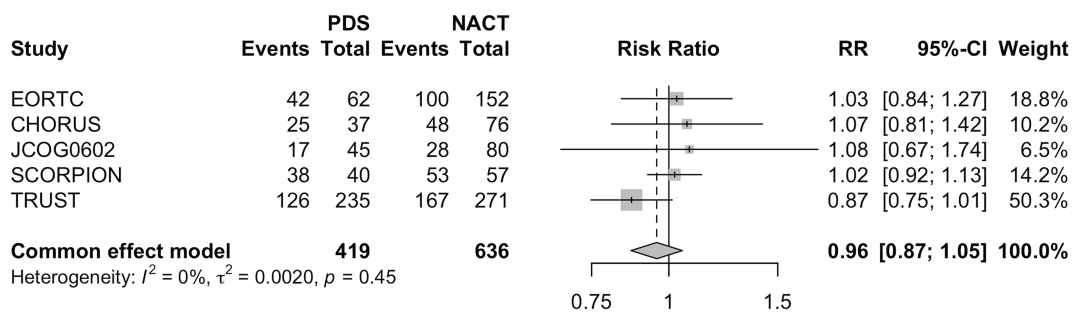 PDS NACT
Study Events Total Events Total Risk Ratio RR 95%-CI Weight
EORTC 42 62 100 152 1.03 [0.84; 1.27] 18.8%
CHORUS 25 37 48 76 1.07 [0.81; 1.42] 10.2%
JCOG0602 17 45 28 80 1.08 [0.67; 1.74] 6.5%
SCORPION 38 40 53 57 1.02 [0.92; 1.13] 14.2%
TRUST 126 235 167 271 0.87 [0.75; 1.01] 50.3%
Common effect model 419 636 0.96 [0.87; 1.05] 100.0%
Heterogeneity: I² = 0%, τ² = 0.0020, p = 0.45
0.75 1 1.5